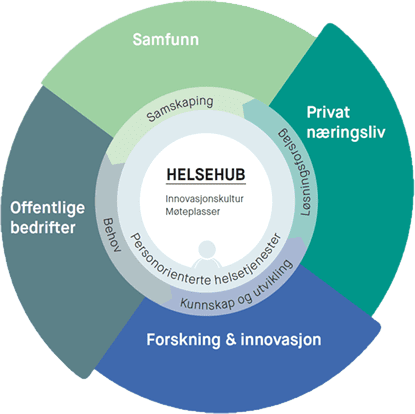 Samfunn
Privat
næringsliv
Forskning & innovasjon
Offentlige
bedrifter
Samskaping
Løsningsforslag
Kunnskap og utvikling
Behov
Personorienterte helsetjenester
HELSEHUB
Innovasjonskultur
Møteplasser